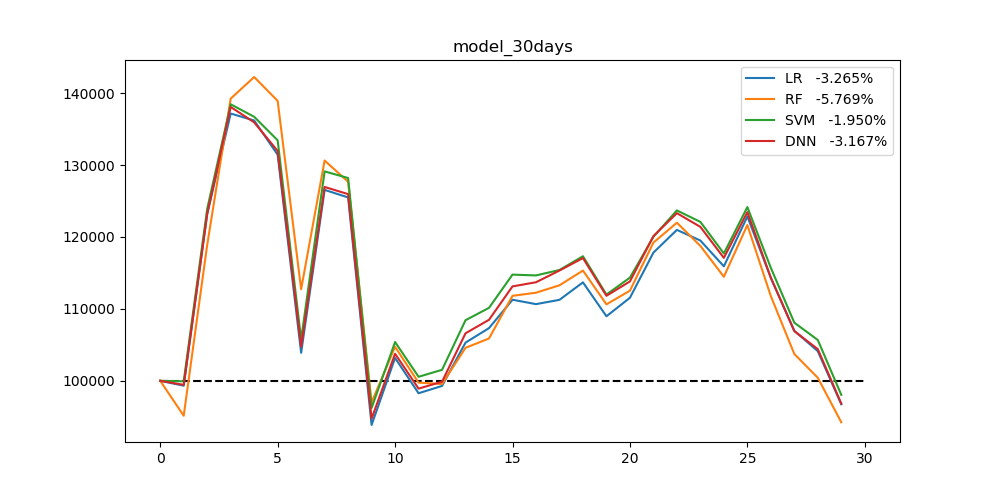 model_30days
LR -3.265%
RF -5.769%
SVM -1.950%
DNN -3.167%
140000
130000
120000
110000
100000
0 5 10 15 20 25 30